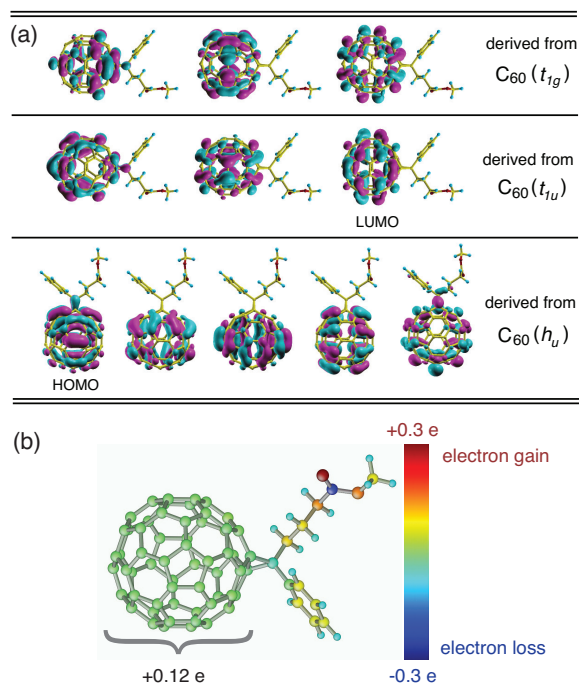 (a)
derived from
C60(t1g)
derived from
C60(t1u)
LUMO
derived from
C60(hu)
HOMO
(b)
+0.3 e
electron gain
electron loss
-0.3 e
+0.12 e